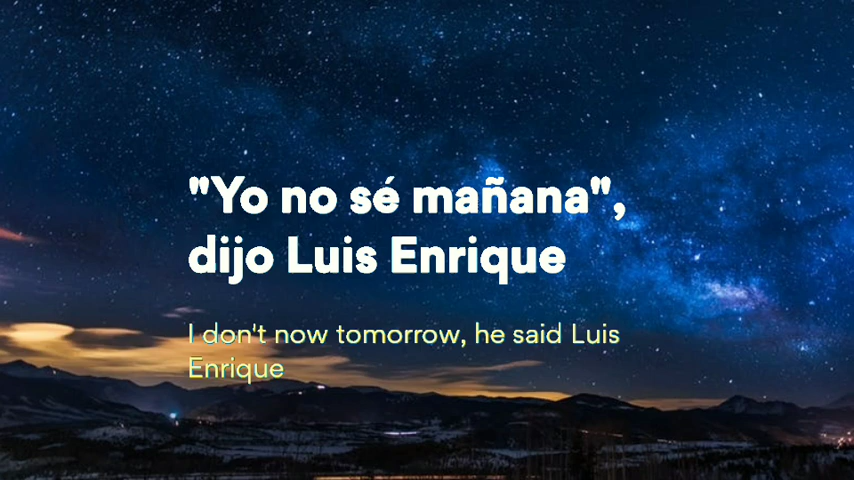 "Yo no sé mañana",
dijo Luis Enrique
I don't now tomorrow, he said Luis
Enrique